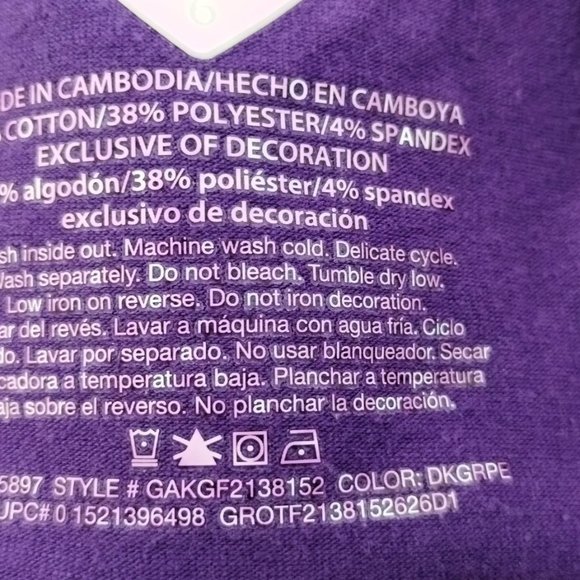 6
DE IN CAMBODIA/HECHO EN CAMBOYA
COTTON/38% POLYESTER/4% SPANDEX
EXCLUSIVE OF DECORATION
% algodón/38% poliéster/4% spandex
exclusivo de decoración
sh inside out. Machine wash cold. Delicate cycle.
Wash separately. Do not bleach. Tumble dry low.
Low iron on reverse. Do not iron decoration.
ar del revés. Lavar a máquina con agua fría. Ciclo
do. Lavar por separado. No usar blanqueador. Secar
cadora a temperatura baja. Planchar a temperatura
aja sobre el reverso. No planchar la decoración.
5897 STYLE # GAKGF2138152 COLOR: DKGRPE
UPC# 0 1521396498 GROTF2138152626D1